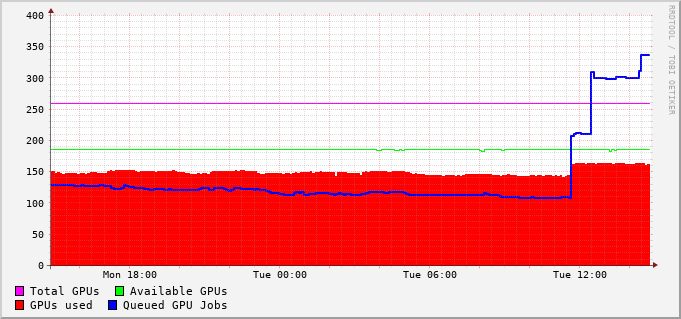 400
350
300
250
200
150
100
50
0
Mon 18:00 Tue 00:00 Tue 06:00 Tue 12:00
Total GPUs Available GPUs
GPUs used Queued GPU Jobs
RRDTOOL / TOBI OETIKER